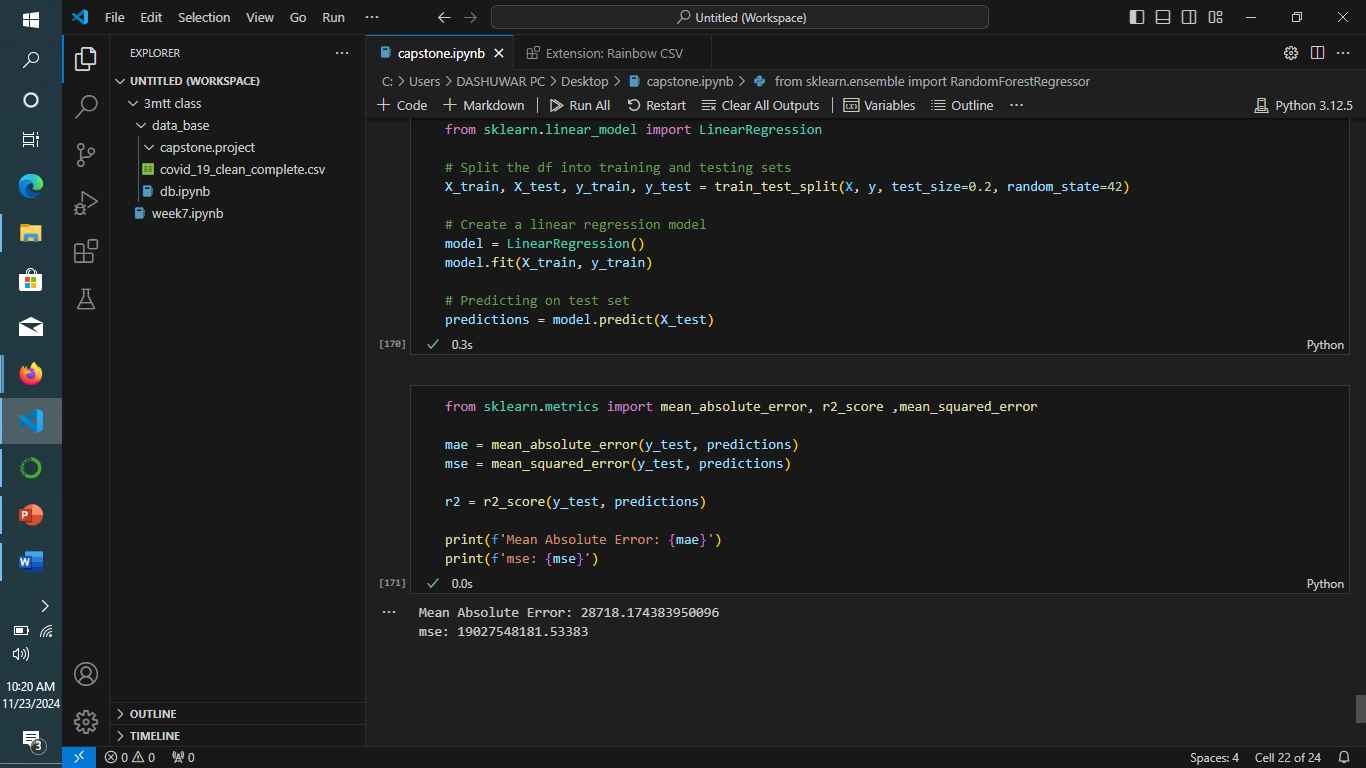 File Edit Selection View Go Run ···
Untitled (Workspace)
EXPLORER
UNTITLED (WORKSPACE)
3mtt class
data_base
capstone.project
covid_19_clean_complete.csv
db.ipynb
week7.ipynb
OUTLINE
TIMELINE
capstone.ipynb
Extension: Rainbow CSV
C: > Users > DASHUWAR PC > Desktop > capstone.ipynb > from sklearn.ensemble import RandomForestRegressor
+ Code + Markdown | Run All Restart Clear All Outputs | Variables Outline ···
Python 3.12.5
from sklearn.linear_model import LinearRegression
# Split the df into training and testing sets
X_train, X_test, y_train, y_test = train_test_split(X, y, test_size=0.2, random_state=42)
# Create a linear regression model
model = LinearRegression()
model.fit(X_train, y_train)
# Predicting on test set
predictions = model.predict(X_test)
[170] 0.3s Python
from sklearn.metrics import mean_absolute_error, r2_score ,mean_squared_error
mae = mean_absolute_error(y_test, predictions)
mse = mean_squared_error(y_test, predictions)
r2 = r2_score(y_test, predictions)
print(f'Mean Absolute Error: {mae}')
print(f'mse: {mse}')
[171] 0.0s Python
Mean Absolute Error: 28718.174383950096
mse: 19027548181.53383
10:20 AM
11/23/2024
3
0 0 0
Spaces: 4 Cell 22 of 24